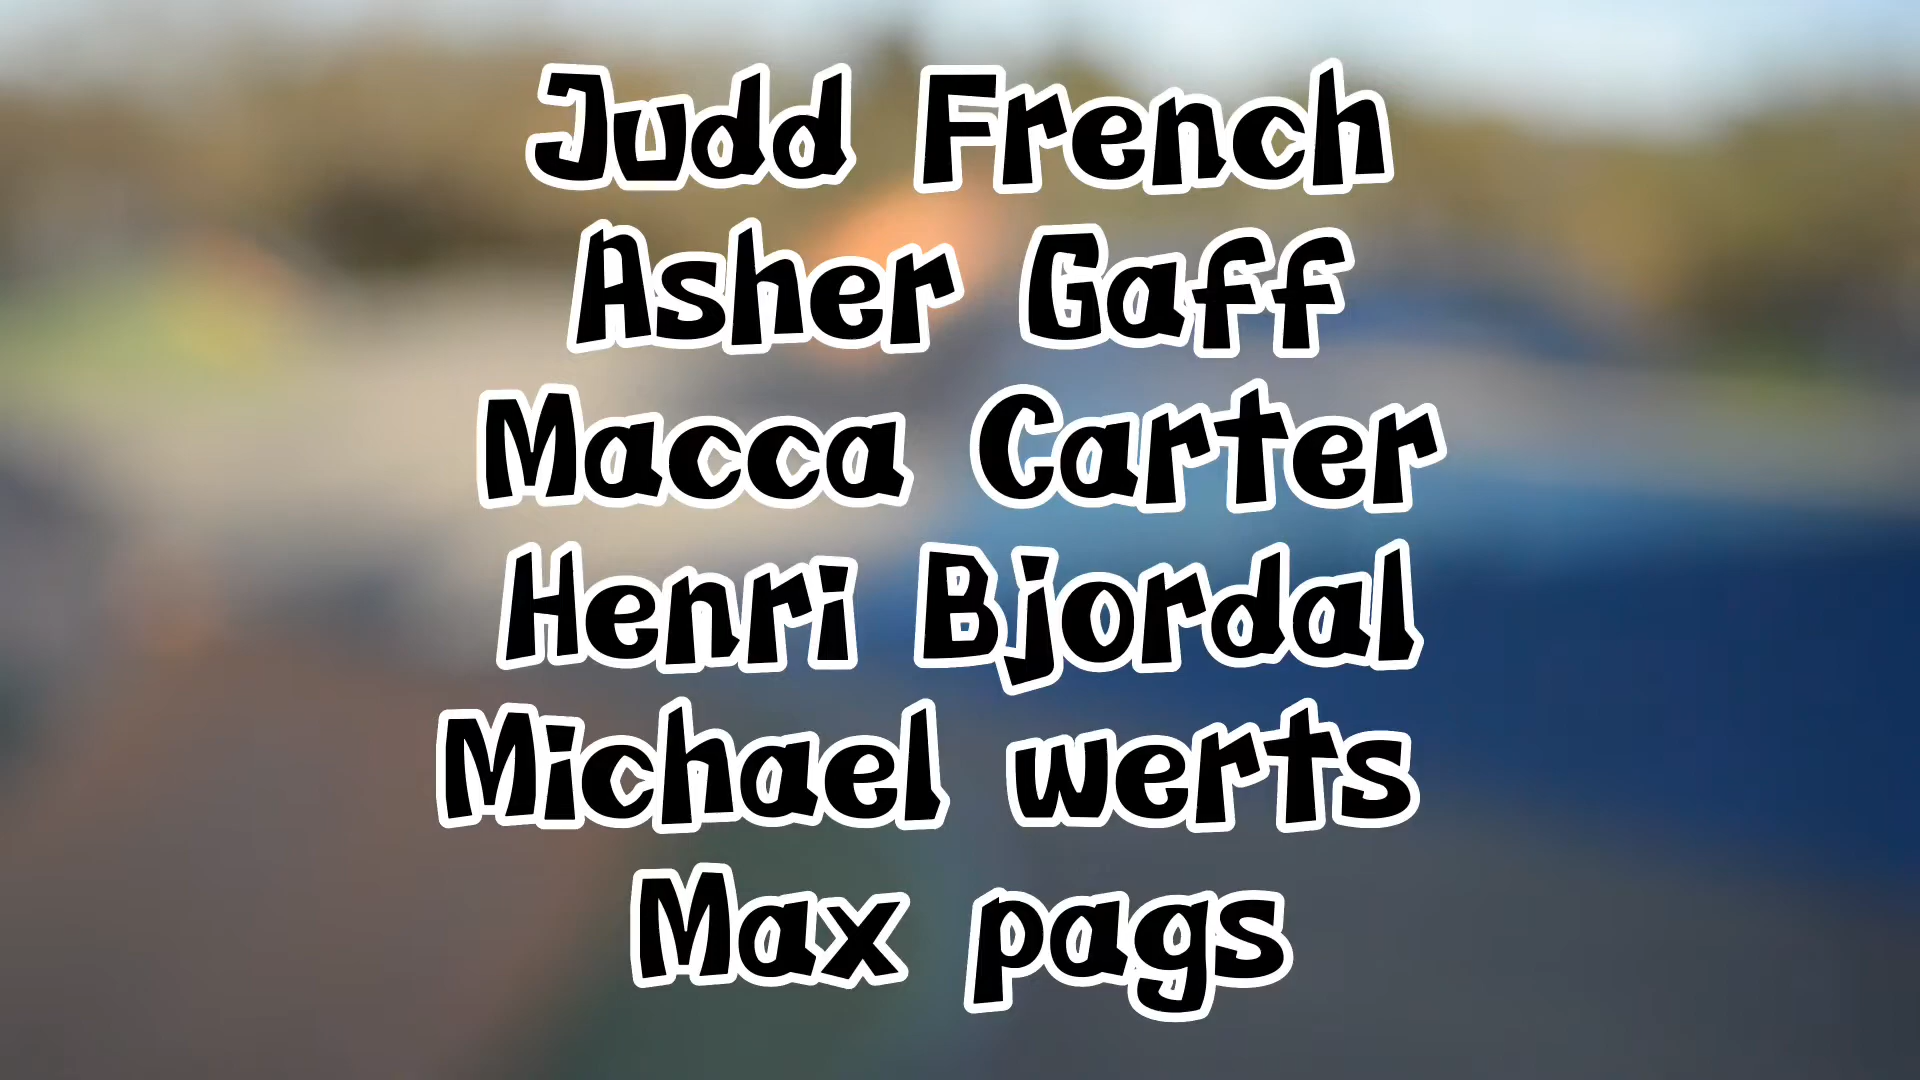 Judd French
Asher Gaff
Macca Carter
Henri Bjordal
Michael werts
Max pags